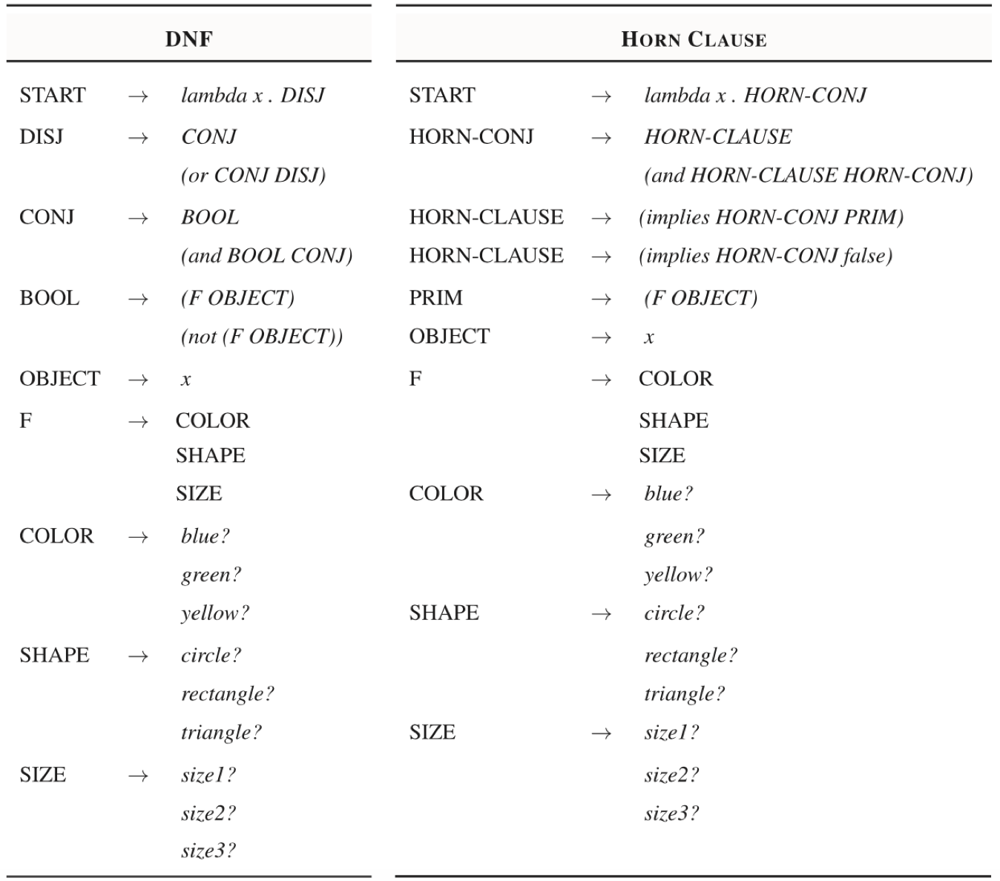 DNF
START → lambda x . DISJ
DISJ → CONJ
(or CONJ DISJ)
CONJ → BOOL
(and BOOL CONJ)
BOOL → (F OBJECT)
(not (F OBJECT))
OBJECT → x
F → COLOR
SHAPE
SIZE
COLOR → blue?
green?
yellow?
SHAPE → circle?
rectangle?
triangle?
SIZE → size1?
size2?
size3?
HORN CLAUSE
START → lambda x . HORN-CONJ
HORN-CONJ → HORN-CLAUSE
(and HORN-CLAUSE HORN-CONJ)
HORN-CLAUSE → (implies HORN-CONJ PRIM)
HORN-CLAUSE → (implies HORN-CONJ false)
PRIM → (F OBJECT)
OBJECT → x
F → COLOR
SHAPE
SIZE
COLOR → blue?
green?
yellow?
SHAPE → circle?
rectangle?
triangle?
SIZE → size1?
size2?
size3?